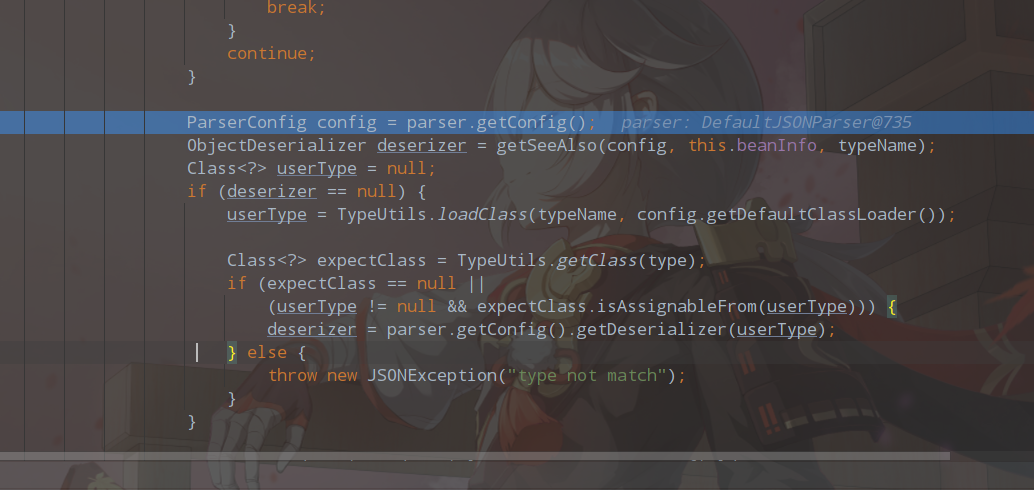 break;
}
continue;
}
ParserConfig config = parser.getConfig(); parser: DefaultJSONParser@735
ObjectDeserializer deserizer = getSeeAlso(config, this.beanInfo, typeName);
Class<?> userType = null;
if (deserizer == null) {
userType = TypeUtils.loadClass(typeName, config.getDefaultClassLoader());
Class<?> expectClass = TypeUtils.getClass(type);
if (expectClass == null ||
(userType != null && expectClass.isAssignableFrom(userType))) {
deserizer = parser.getConfig().getDeserializer(userType);
} else {
throw new JSONException("type not match");
}
}